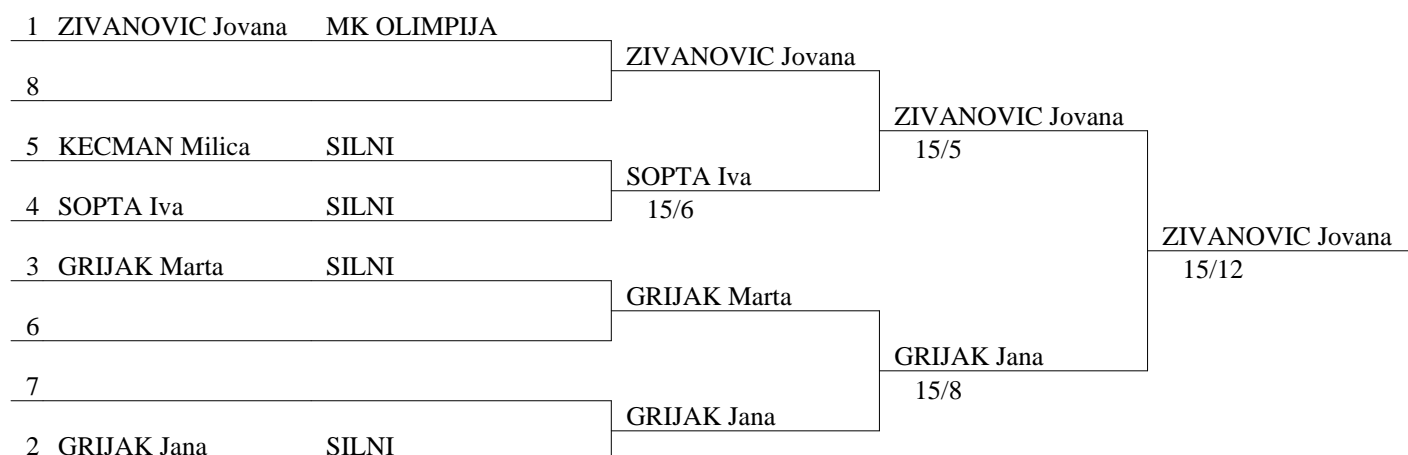 1 ZIVANOVIC Jovana MK OLIMPIJA
ZIVANOVIC Jovana
8
ZIVANOVIC Jovana
15/5
5 KECMAN Milica SILNI
SOPTA Iva
15/6
4 SOPTA Iva SILNI
ZIVANOVIC Jovana
15/12
3 GRIJAK Marta SILNI
GRIJAK Marta
6
GRIJAK Jana
15/8
7
GRIJAK Jana
2 GRIJAK Jana SILNI